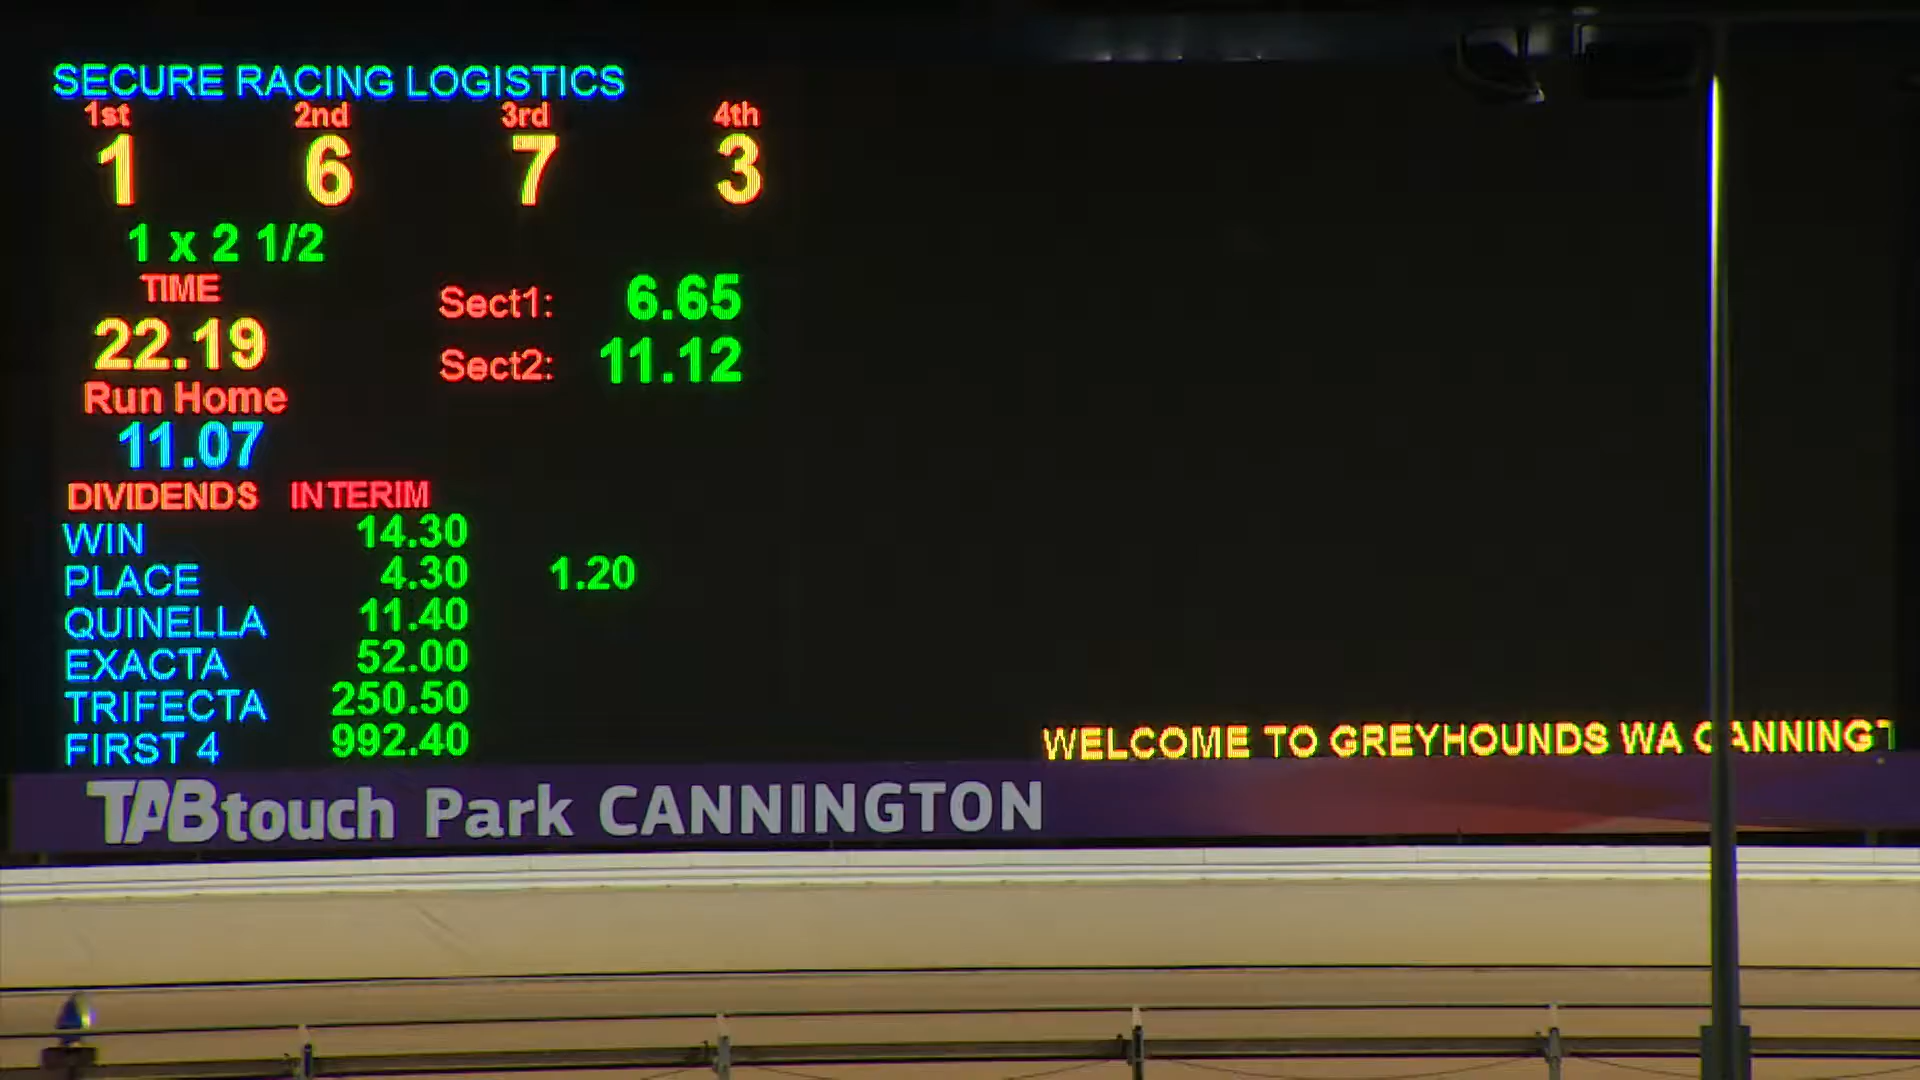 SECURE RACING LOGISTICS
1st 2nd 3rd 4th
1 6 7 3
1 x 2 1/2
TIME
22.19
Sect1: 6.65
Sect2: 11.12
Run Home
11.07
DIVIDENDS INTERIM
WIN 14.30
PLACE 4.30 1.20
QUINELLA 11.40
EXACTA 52.00
TRIFECTA 250.50
FIRST 4 992.40
WELCOME TO GREYHOUNDS WA CANNINGT
TABtouch Park CANNINGTON